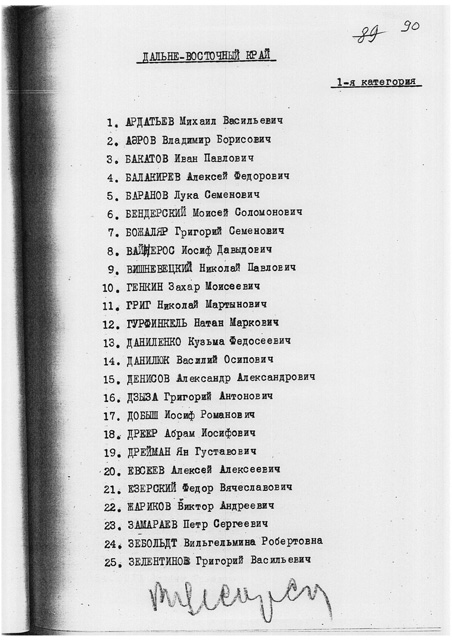 89 90
ДАЛЬНЕ-ВОСТОЧНЫЙ КРАЙ
1-я категория
1. АРДАТЬЕВ Михаил Васильевич
2. АЭРОВ Владимир Борисович
3. БАКАТОВ Иван Павлович
4. БАЛАКИРЕВ Алексей Федорович
5. БАРАНОВ Лука Семенович
6. БЕНДЕРСКИЙ Моисей Соломонович
7. БОЖАЛЯР Григорий Семенович
8. ВАЙНЕРОС Иосиф Давыдович
9. ВИШНЕВЕЦКИЙ Николай Павлович
10. ГЕНКИН Захар Моисеевич
11. ГРИГ Николай Мартынович
12. ГУРФИНКЕЛЬ Натан Маркович
13. ДАНИЛЕНКО Кузьма Федосеевич
14. ДАНИЛЮК Василий Осипович
15. ДЕНИСОВ Александр Александрович
16. ДЗЫЗА Григорий Антонович
17. ДОБЫШ Иосиф Романович
18. ДРЕЕР Абрам Иосифович
19. ДРЕЙМАН Ян Густавович
20. ЕВСЕЕВ Алексей Алексеевич
21. ЕЗЕРСКИЙ Федор Вячеславович
22. ЖАРИКОВ Виктор Андреевич
23. ЗАМАРАЕВ Петр Сергеевич
24. ЗЕБОЛЬДТ Вильгельмина Робертовна
25. ЗЕЛЕНТИНОВ Григорий Васильевич